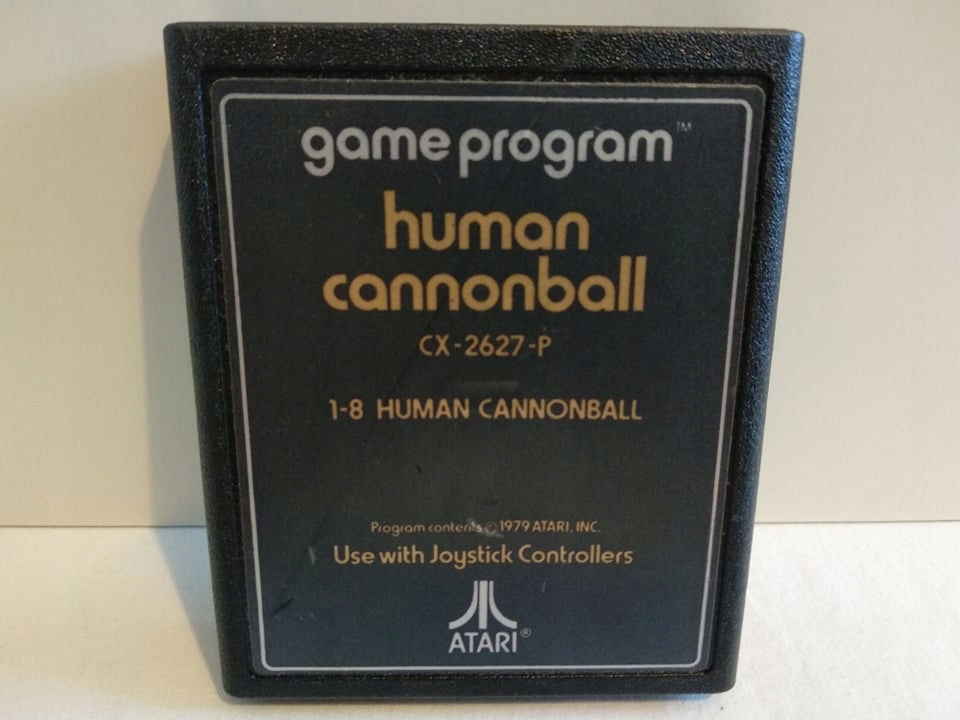 game program™
human
cannonball
CX-2627-P
1-8 HUMAN CANNONBALL
Program contents © 1979 ATARI, INC.
Use with Joystick Controllers
ATARI®